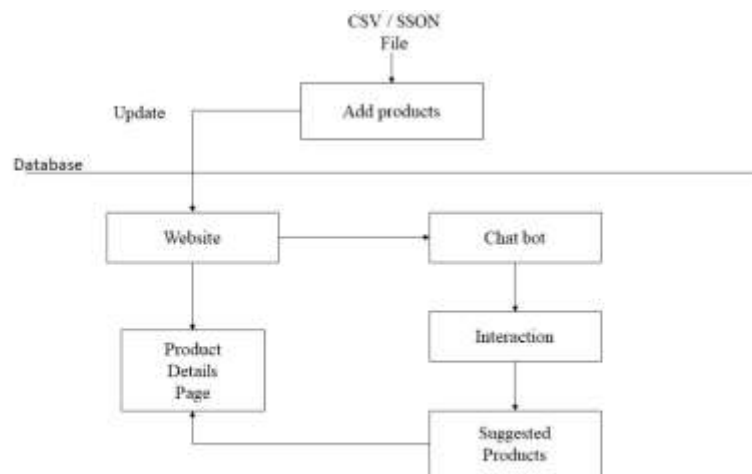 CSV / SSON
File
Add products
Update
Database
Website
Chat bot
Interaction
Product
Details
Page
Suggested
Products